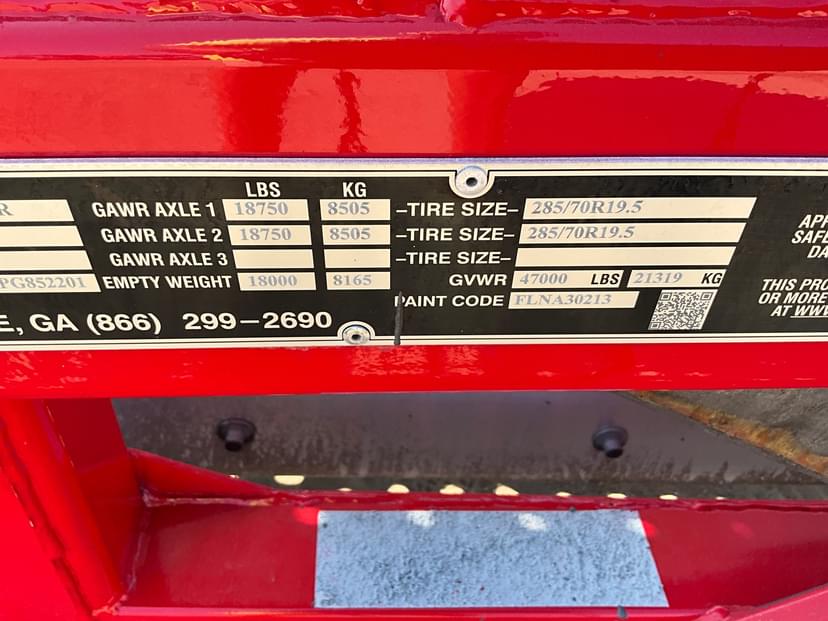 LBS KG
R GAWR AXLE 1 18750 8505 –TIRE SIZE– 285/70R19.5
GAWR AXLE 2 18750 8505 –TIRE SIZE– 285/70R19.5
GAWR AXLE 3 –TIRE SIZE–
PG852201 EMPTY WEIGHT 18000 8165 GVWR 47000 LBS 21319 KG
PAINT CODE FLNA30213
E, GA (866) 299–2690
APP
SAFE
DA
THIS PRO
OR MORE
AT WWW